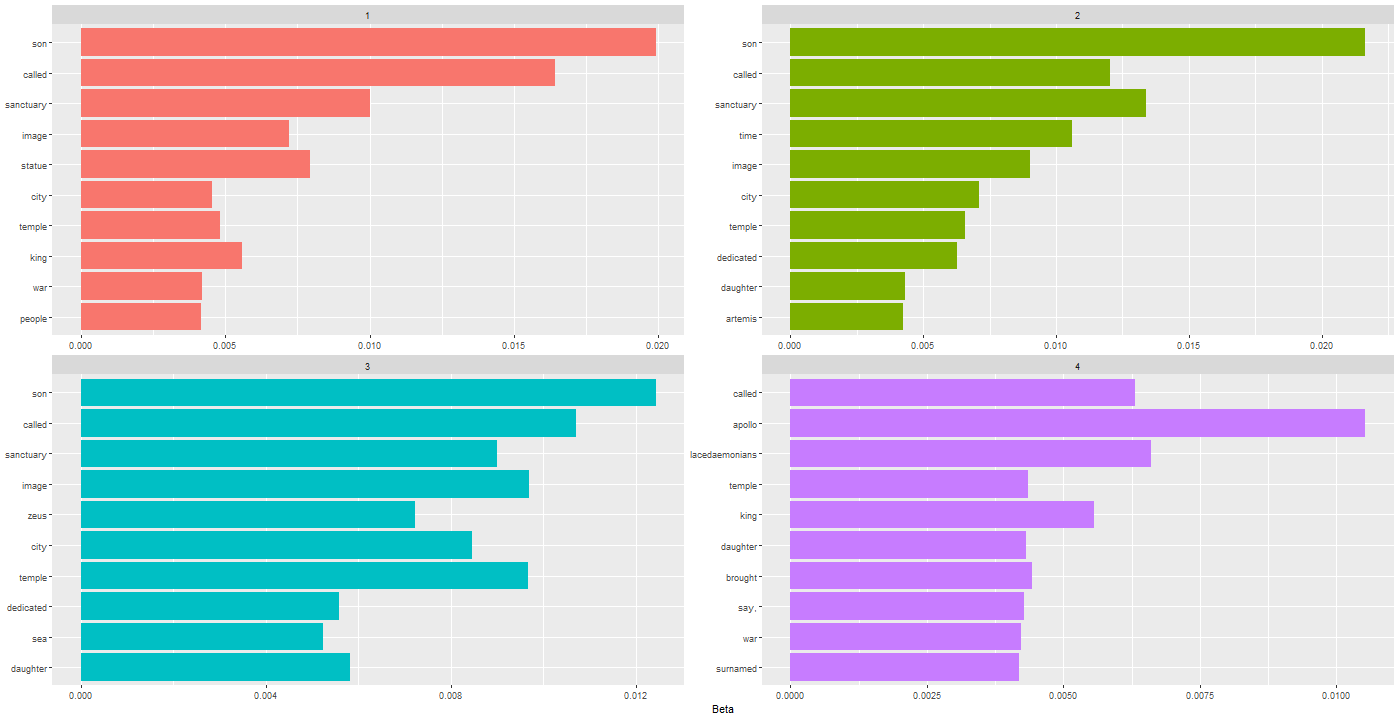 1
son
called
sanctuary
image
statue
city
temple
king
war
people
0.000 0.005 0.010 0.015 0.020
2
son
called
sanctuary
time
image
city
temple
dedicated
daughter
artemis
0.000 0.005 0.010 0.015 0.020
3
son
called
sanctuary
image
zeus
city
temple
dedicated
sea
daughter
0.000 0.004 0.008 0.012
4
called
apollo
lacedaemonians
temple
king
daughter
brought
say,
war
surnamed
0.0000 0.0025 0.0050 0.0075 0.0100
Beta